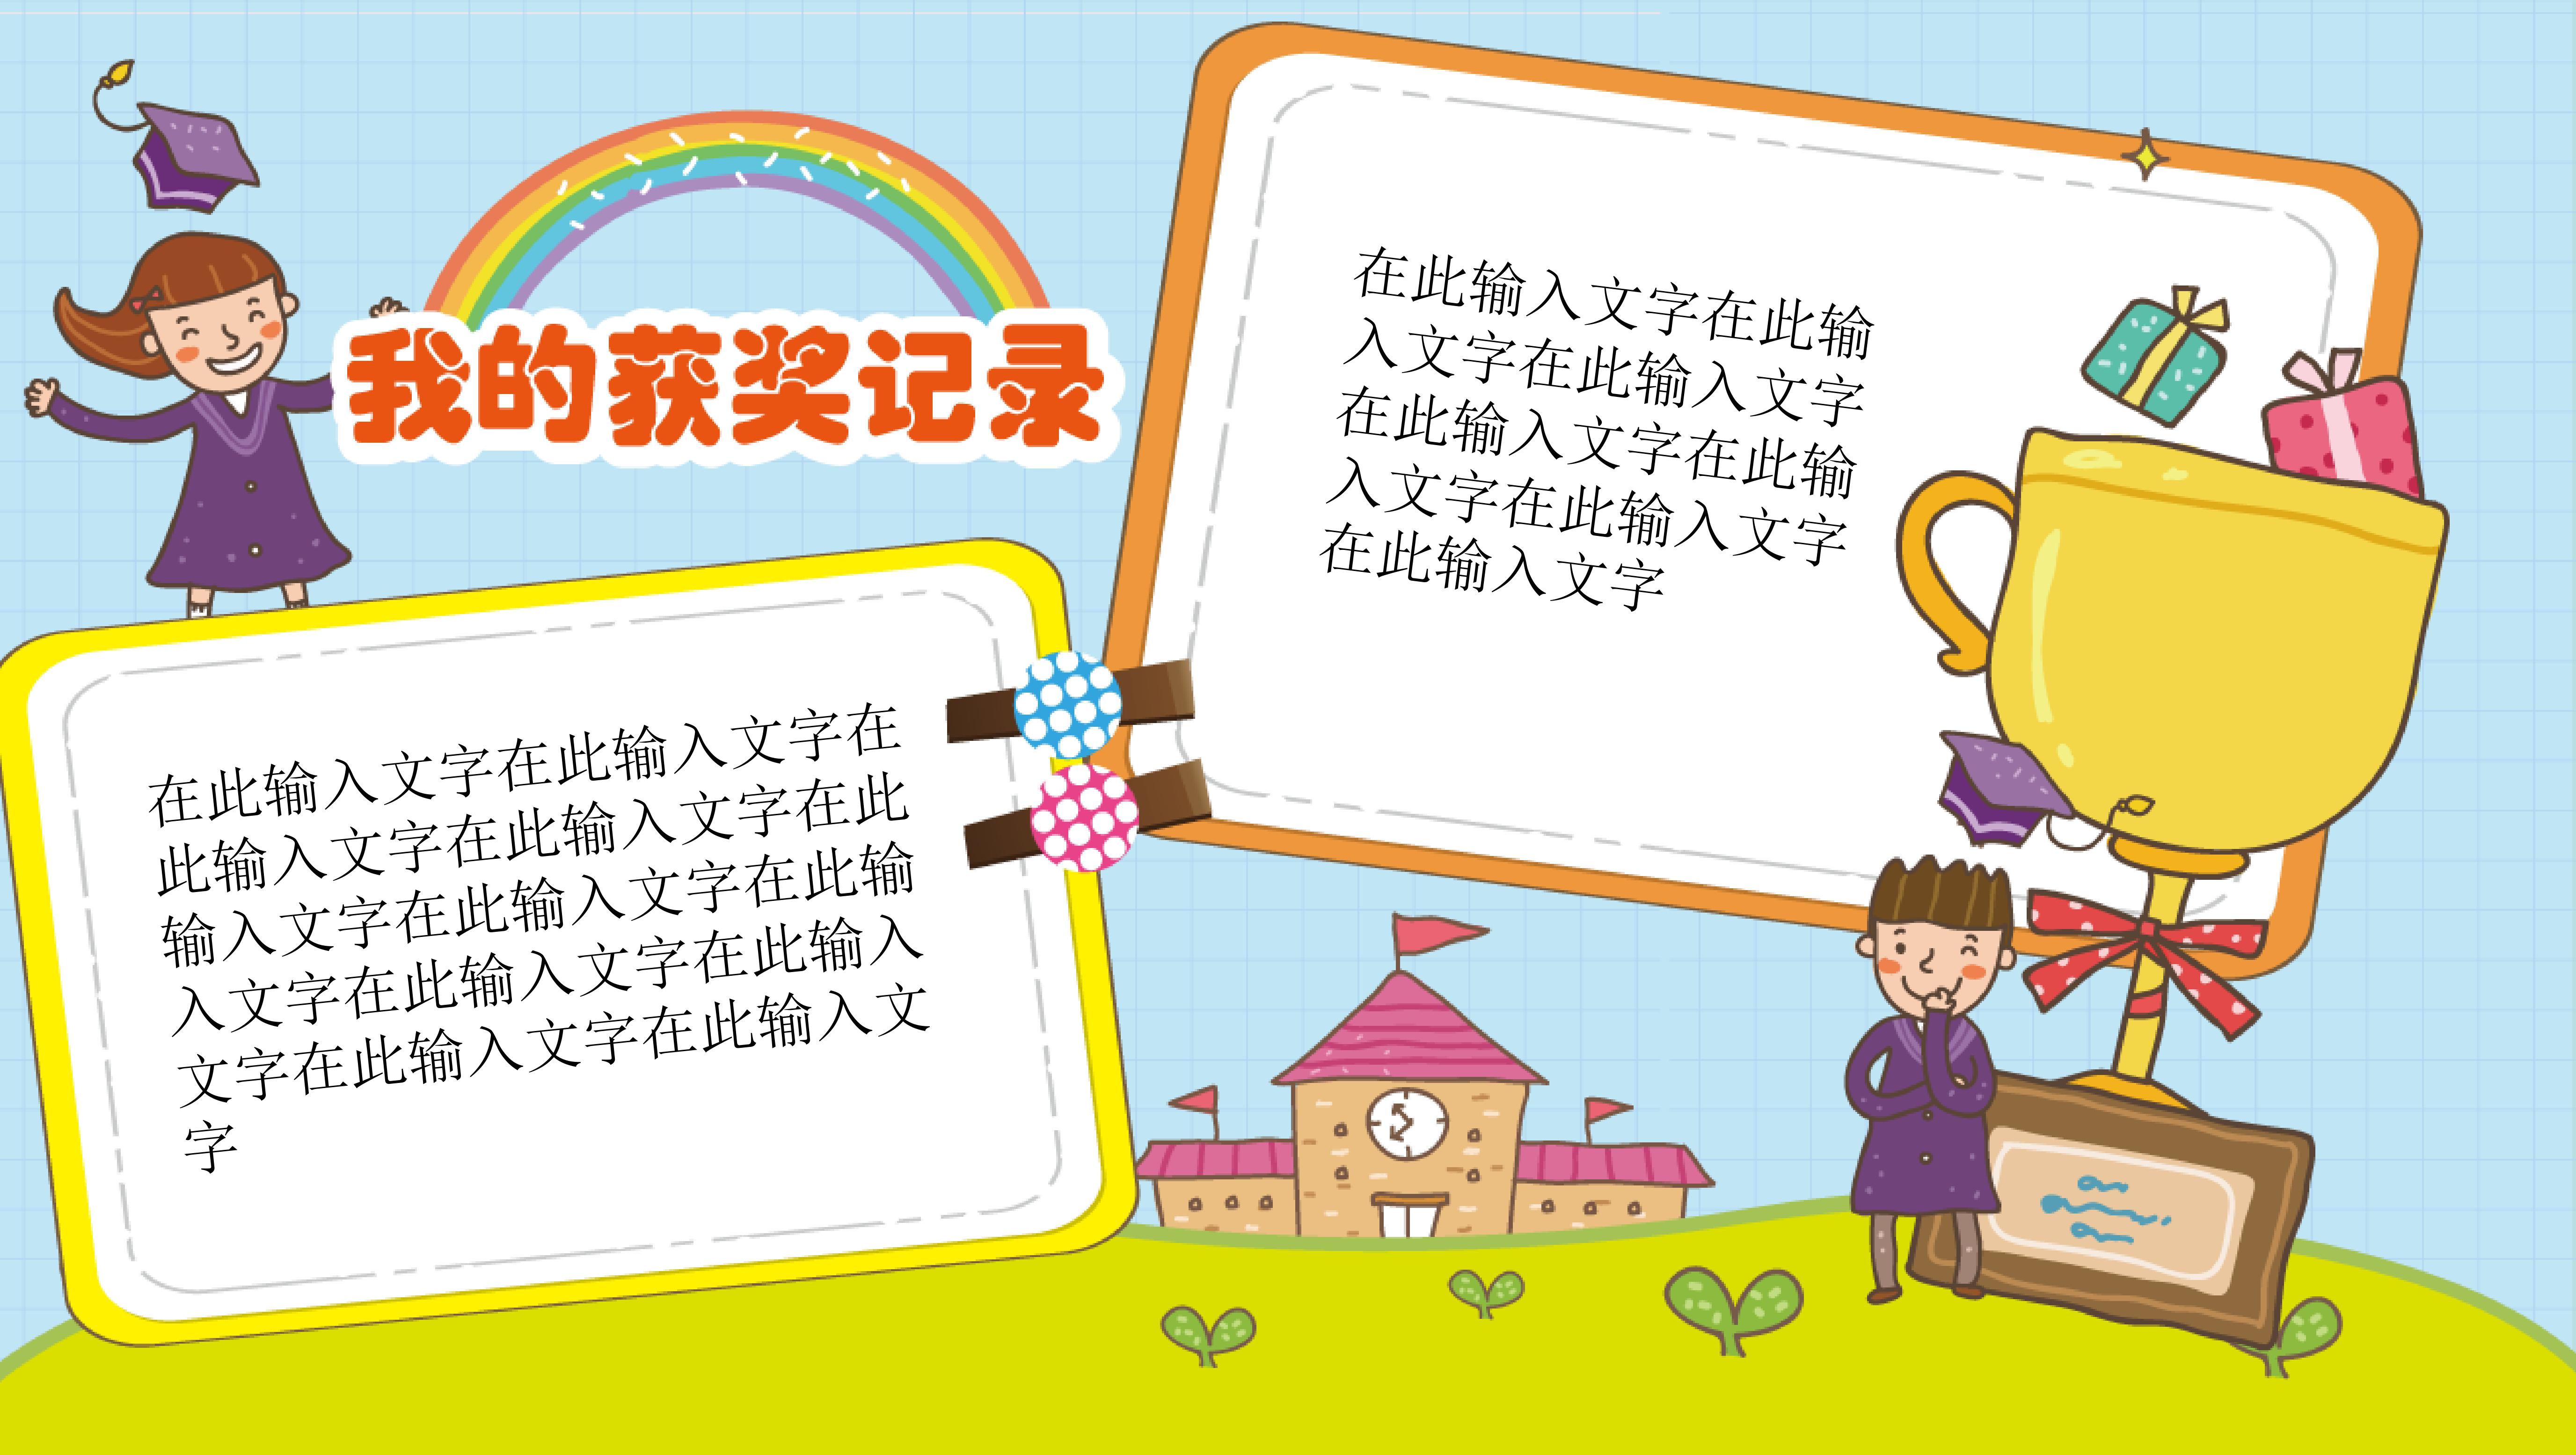 我的获奖记录
在此输入文字在此输
入文字在此输入文字
在此输入文字在此输
入文字在此输入文字
在此输入文字
在此输入文字在此输入文字在
此输入文字在此输入文字在此
输入文字在此输入文字在此输
入文字在此输入文字在此输入
文字在此输入文字在此输入文
字